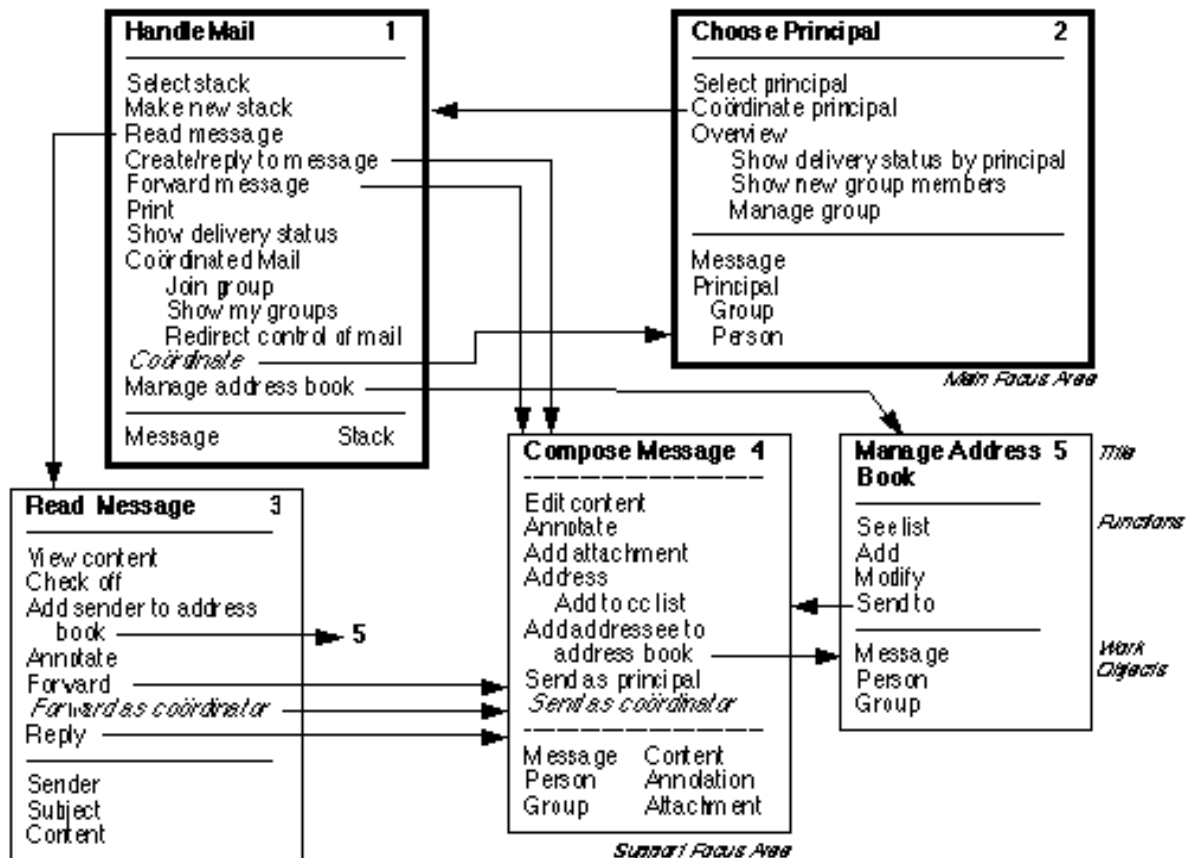 Handle Mail 1
Select stack
Make new stack
Read message
Create/reply to message
Forward message
Print
Show delivery status
Coördinated Mail
Join group
Show my groups
Redirect control of mail
Coördinate
Manage address book
Message Stack
Choose Principal 2
Select principal
Coördinate principal
Overview
Show delivery status by principal
Show new group members
Manage group
Message
Principal
Group
Person
Main Focus Area
Read Message 3
View content
Check off
Add sender to address
book 5
Annotate
Forward
Forward as coördinator
Reply
Sender
Subject
Content
Compose Message 4
Edit content
Annotate
Add attachment
Address
Add to cc list
Add addressee to
address book
Send as principal
Send as coördinator
Message Content
Person Annotation
Group Attachment
Support Focus Area
Manage Address 5
Book
See list
Add
Modify
Send to
Message
Person
Group
Title
Functions
Work
Objects